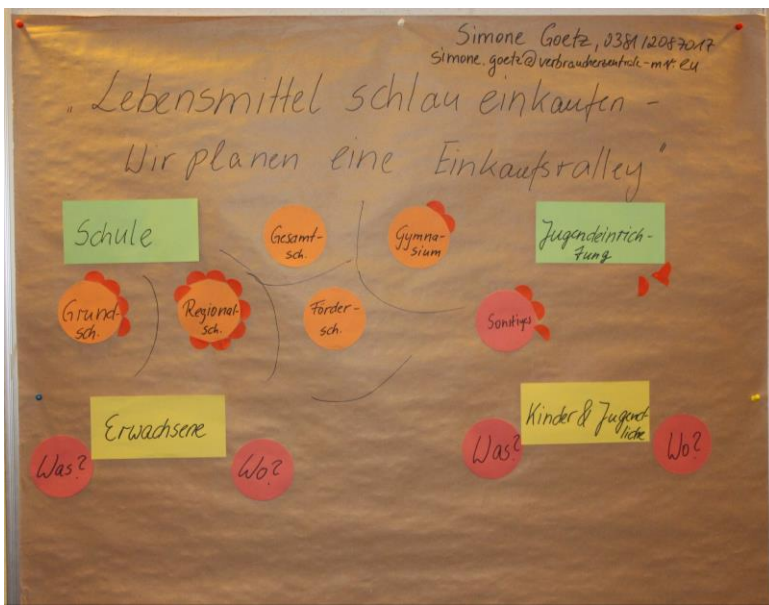 Simone Goetz, 0381/2087017
simone.goetz@verbraucherzentrale-mv.eu
„Lebensmittel schlau einkaufen -
Wir planen eine Einkaufsralley"
Schule
Gesamt-
sch.
Gymna-
sium
Jugendeinrich-
tung
Grund-
sch.
Regional-
sch.
Förder-
sch.
Sonstiges
Erwachsene
Was?
Wo?
Kinder & Jugend-
liche
Was?
Wo?